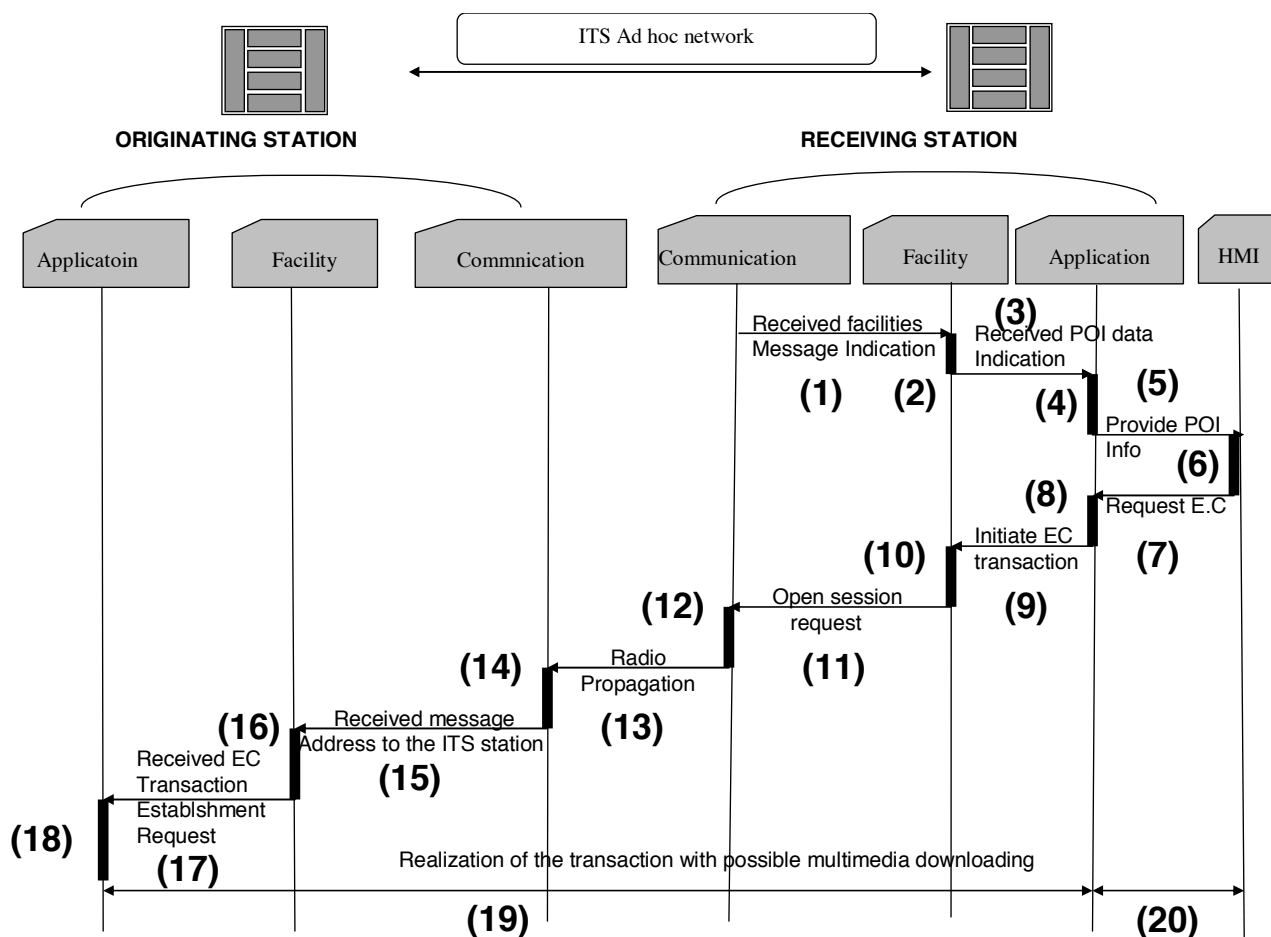 ITS Ad hoc network
ORIGINATING STATION
RECEIVING STATION
Applicatoin
Facility
Commnication
Communication
Facility
Application
HMI
(3)
Received facilities
Message Indication
Received POI data
Indication
(1)
(2)
(4)
(5)
Provide POI
Info
(6)
(8)
Request E.C
Initiate EC
transaction
(7)
(10)
(9)
Open session
request
(12)
(11)
Radio
Propagation
(14)
(13)
Received message
Address to the ITS station
(16)
(15)
Received EC
Transaction
Establshment
Request
(18)
(17)
Realization of the transaction with possible multimedia downloading
(19)
(20)